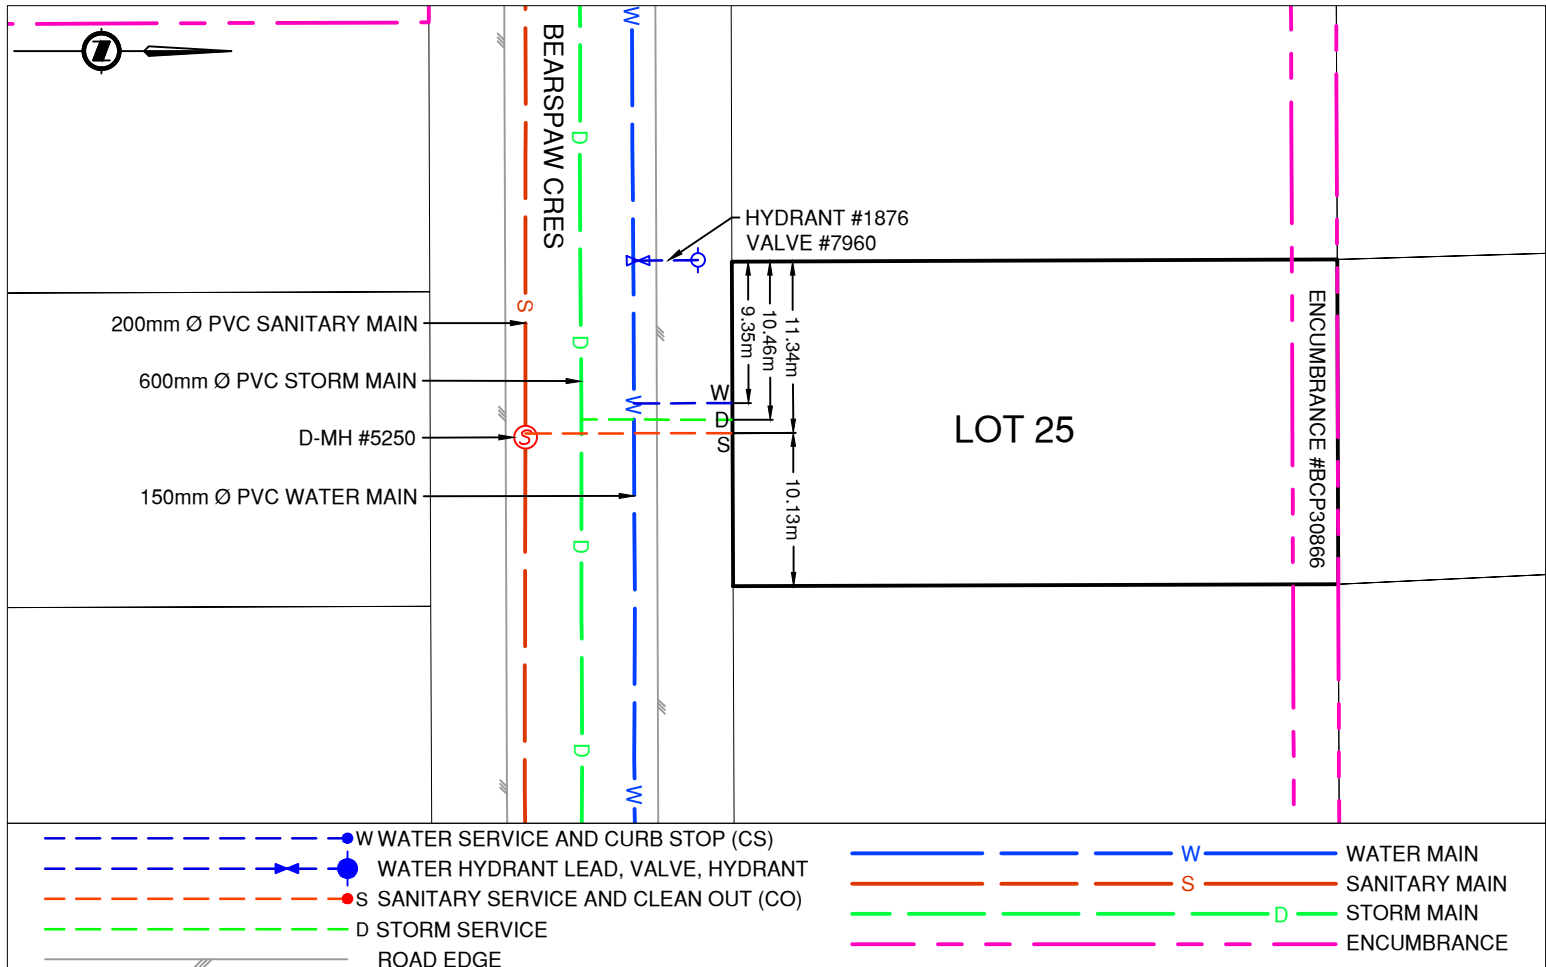 BEARSPAW CRES
W
D
HYDRANT #1876
VALVE #7960
S
200mm Ø PVC SANITARY MAIN
600mm Ø PVC STORM MAIN
D-MH #5250
150mm Ø PVC WATER MAIN
D
W
S
W
D
S
9.35m
10.46m
11.34m
10.13m
LOT 25
ENCUMBRANCE #BCP30866
D
D
W
W WATER SERVICE AND CURB STOP (CS)
WATER HYDRANT LEAD, VALVE, HYDRANT
S SANITARY SERVICE AND CLEAN OUT (CO)
D STORM SERVICE
ROAD EDGE
W WATER MAIN
S SANITARY MAIN
D STORM MAIN
ENCUMBRANCE